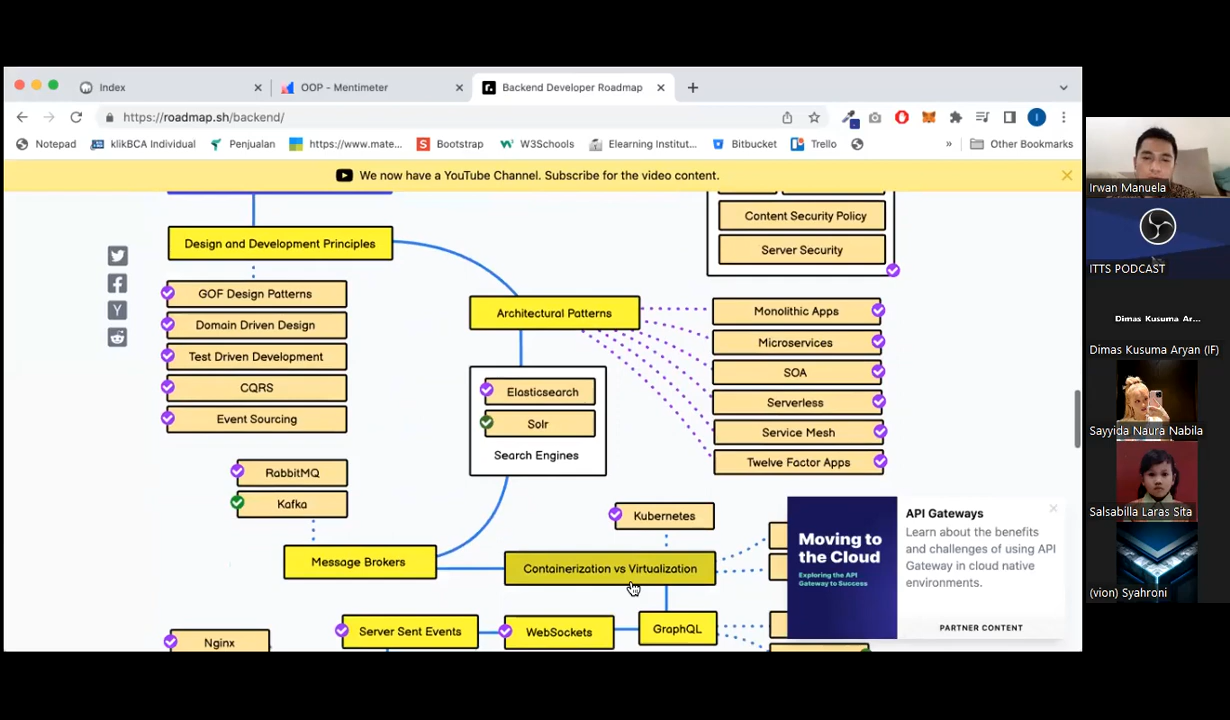 Index
OOP - Mentimeter
Backend Developer Roadmap
https://roadmap.sh/backend/
Notepad
klikBCA Individual
Penjualan
https://www.mate...
Bootstrap
W3Schools
Elearning Institut...
Bitbucket
Trello
»
Other Bookmarks
We now have a YouTube Channel. Subscribe for the video content.
Content Security Policy
Server Security
Design and Development Principles
GOF Design Patterns
Domain Driven Design
Test Driven Development
CQRS
Event Sourcing
Architectural Patterns
Monolithic Apps
Microservices
SOA
Serverless
Service Mesh
Twelve Factor Apps
Elasticsearch
Solr
Search Engines
RabbitMQ
Kafka
Message Brokers
Kubernetes
Containerization vs Virtualization
Server Sent Events
WebSockets
GraphQL
Nginx
Moving to
the Cloud
Exploring the API
Gateway to Success
API Gateways
Learn about the benefits
and challenges of using API
Gateway in cloud native
environments.
PARTNER CONTENT
Irwan Manuela
ITTS PODCAST
Dimas Kusuma Ar...
Dimas Kusuma Aryan (IF)
Sayyida Naura Nabila
Salsabilla Laras Sita
(vion) Syahroni